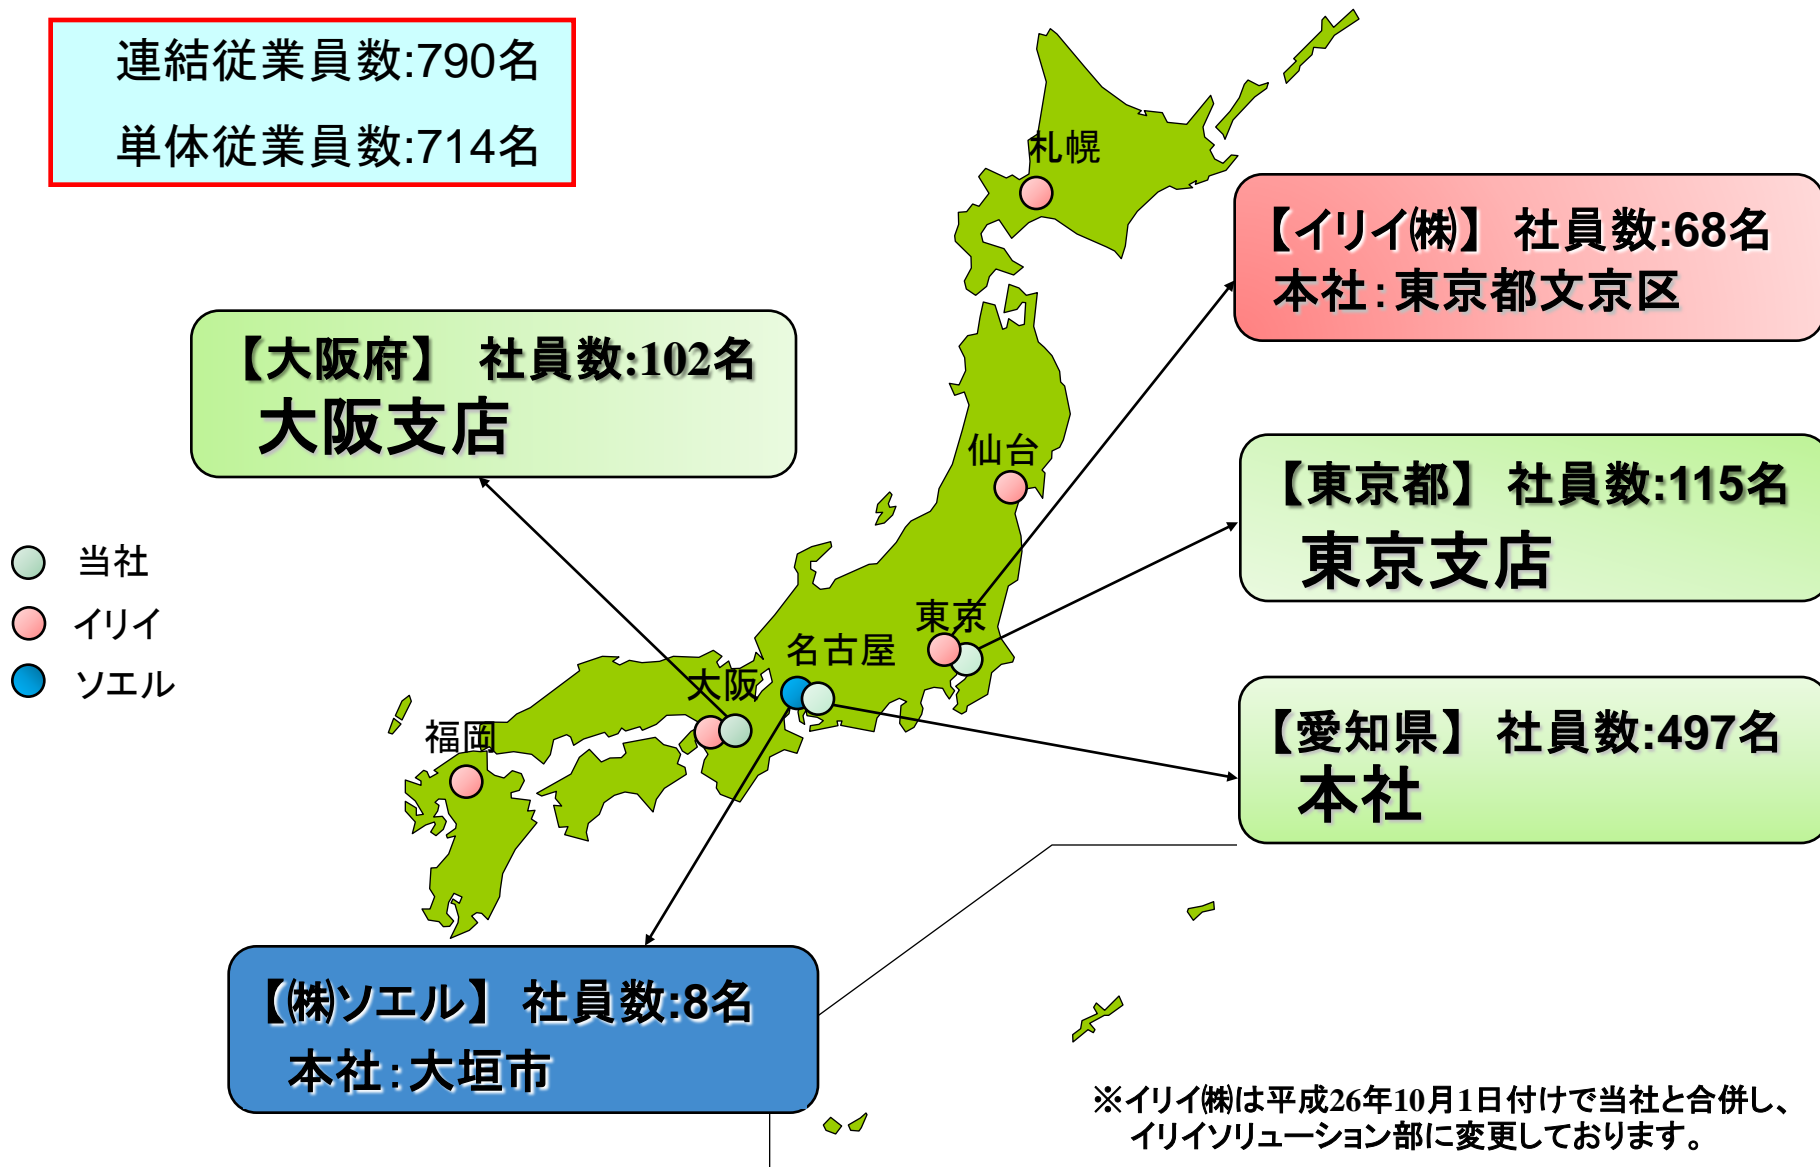 連結従業員数:790名
単体従業員数:714名
札幌
【イリイ㈱】 社員数:68名
本社:東京都文京区
【大阪府】 社員数:102名
大阪支店
仙台
【東京都】 社員数:115名
東京支店
当社
イリイ
ソエル
東京
名古屋
大阪
福岡
【愛知県】 社員数:497名
本社
【㈱ソエル】 社員数:8名
本社:大垣市
※イリイ㈱は平成26年10月1日付けで当社と合併し、
イリイソリューション部に変更しております。